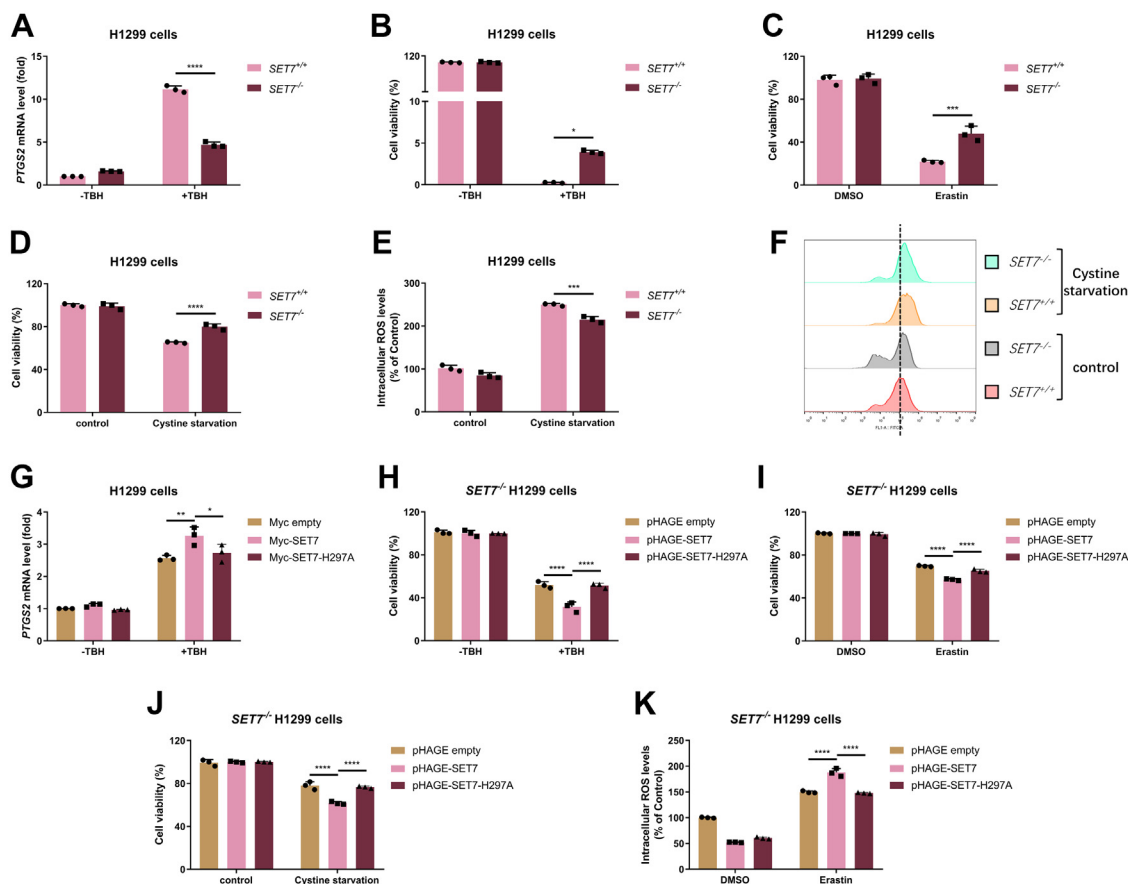 A
H1299 cells
PTGS2 mRNA level (fold)
15
10
5
0
-TBH
+TBH
****
SET7+/+
SET7-/-
B
H1299 cells
Cell viability (%)
120
5
4
3
2
1
0
-TBH
+TBH
*
SET7+/+
SET7-/-
C
H1299 cells
Cell viability (%)
120
80
40
0
DMSO
Erastin
***
SET7+/+
SET7-/-
D
H1299 cells
Cell viability (%)
120
80
40
0
control
Cystine starvation
****
SET7+/+
SET7-/-
E
H1299 cells
Intracellular ROS levels
(% of Control)
300
200
100
0
control
Cystine starvation
***
SET7+/+
SET7-/-
F
SET7-/-
SET7+/+
Cystine
starvation
SET7-/-
SET7+/+
control
G
H1299 cells
PTGS2 mRNA level (fold)
4
3
2
1
0
-TBH
+TBH
**
*
Myc empty
Myc-SET7
Myc-SET7-H297A
H
SET7-/- H1299 cells
Cell viability (%)
120
80
40
0
-TBH
+TBH
****
****
pHAGE empty
pHAGE-SET7
pHAGE-SET7-H297A
I
SET7-/- H1299 cells
Cell viability (%)
120
80
40
0
DMSO
Erastin
****
****
pHAGE empty
pHAGE-SET7
pHAGE-SET7-H297A
J
SET7-/- H1299 cells
Cell viability (%)
120
80
40
0
control
Cystine starvation
****
****
pHAGE empty
pHAGE-SET7
pHAGE-SET7-H297A
K
SET7-/- H1299 cells
Intracellular ROS levels
(% of Control)
250
200
150
100
50
0
DMSO
Erastin
****
****
pHAGE empty
pHAGE-SET7
pHAGE-SET7-H297A